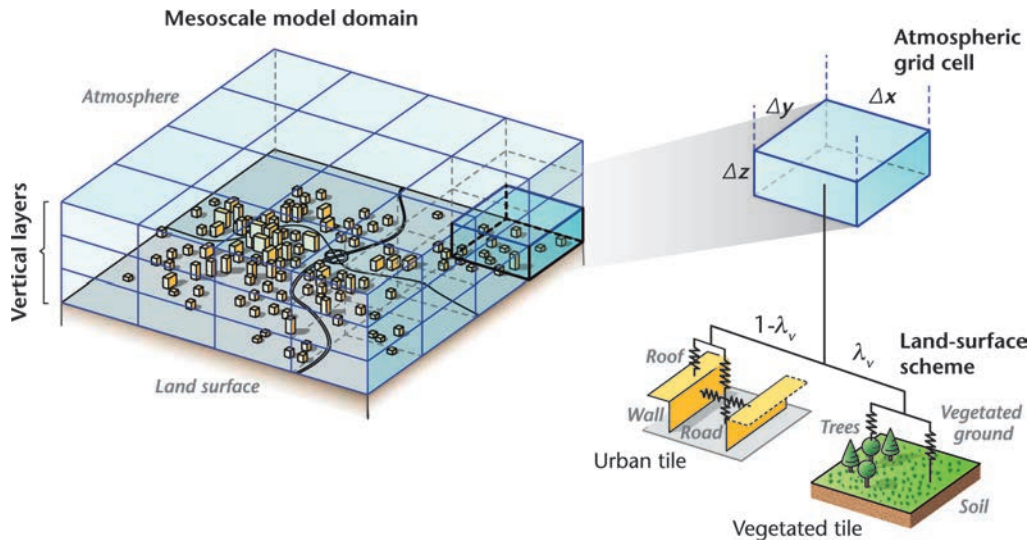 Mesoscale model domain
Atmosphere
Vertical layers
Land surface
Atmospheric
grid cell
Δy
Δx
Δz
1-λᵥ
λᵥ
Land-surface
scheme
Roof
Wall
Road
Urban tile
Trees
Vegetated
ground
Soil
Vegetated tile